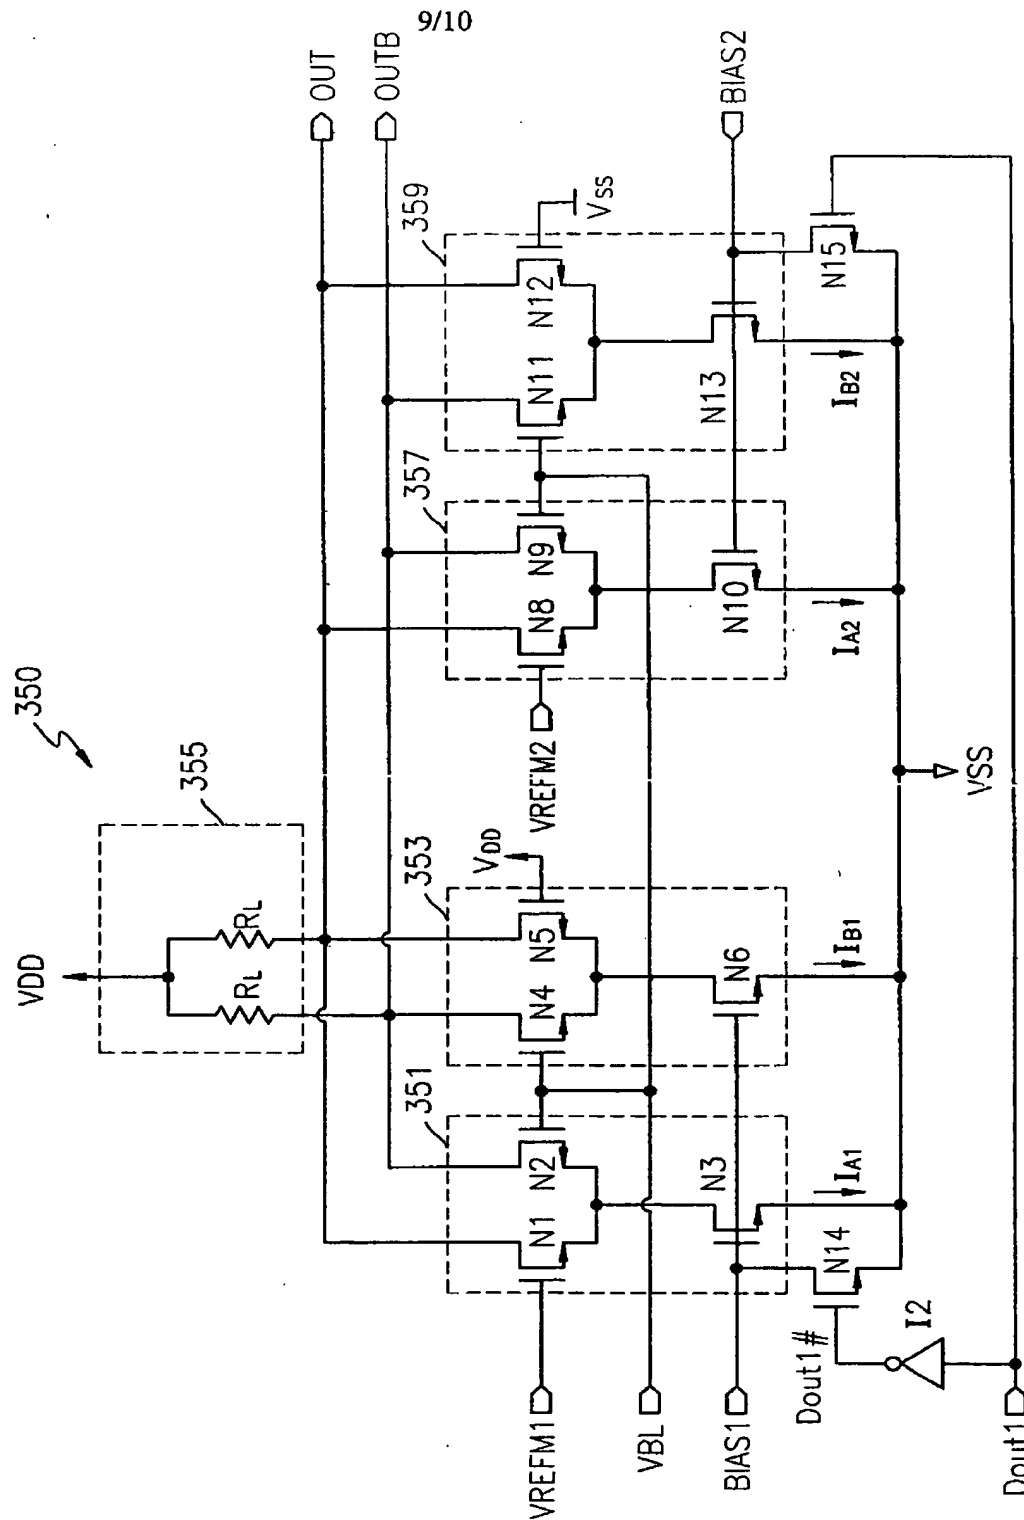 9/10
350
VDD
355
RL
RL
OUT
OUTB
351
353
357
359
VDD
Vss
N1
N2
N4
N5
N8
N9
N11
N12
VREFM1
VREFM2
VBL
BIAS1
BIAS2
N3
N6
N10
N13
N14
N15
IA1
IB1
IA2
IB2
Dout1#
I2
VSS
Dout1